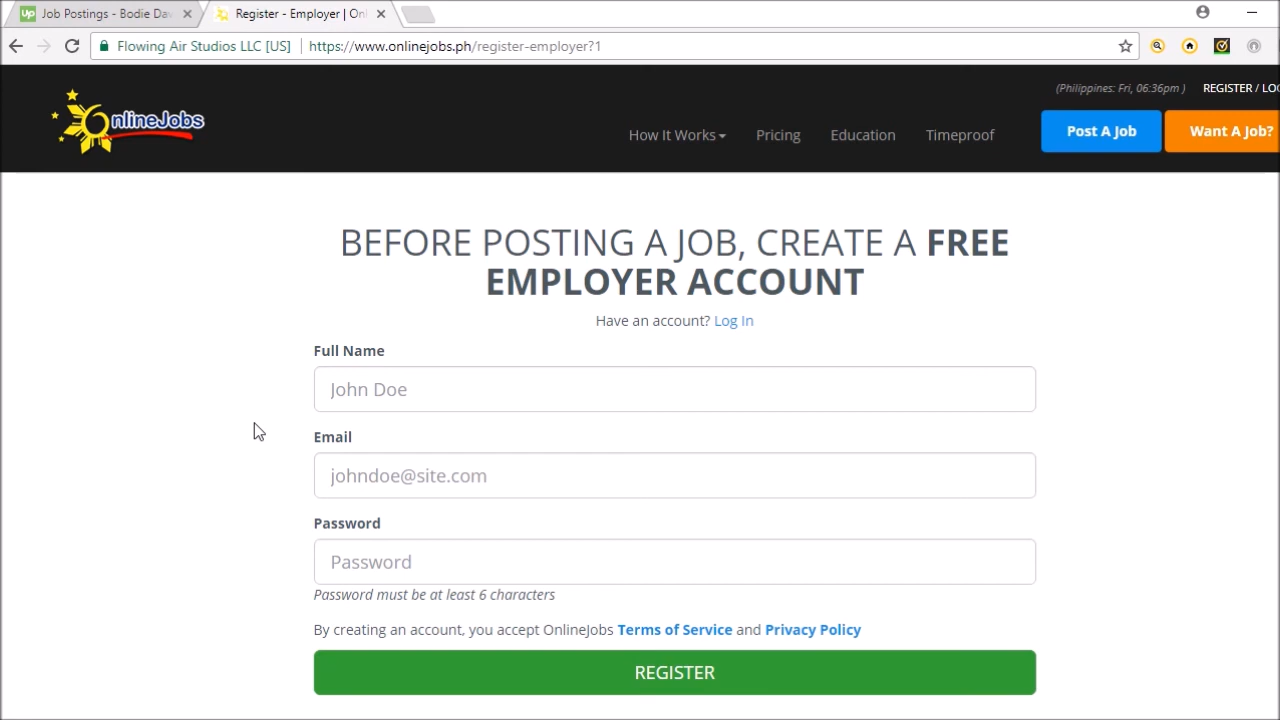 Up Job Postings - Bodie Dav
Register - Employer | Onl
Flowing Air Studios LLC [US] https://www.onlinejobs.ph/register-employer?1
(Philippines: Fri, 06:36pm ) REGISTER / LOG
OnlineJobs
How It Works Pricing Education Timeproof Post A Job Want A Job?
BEFORE POSTING A JOB, CREATE A FREE
EMPLOYER ACCOUNT
Have an account? Log In
Full Name
John Doe
Email
johndoe@site.com
Password
Password
Password must be at least 6 characters
By creating an account, you accept OnlineJobs Terms of Service and Privacy Policy
REGISTER